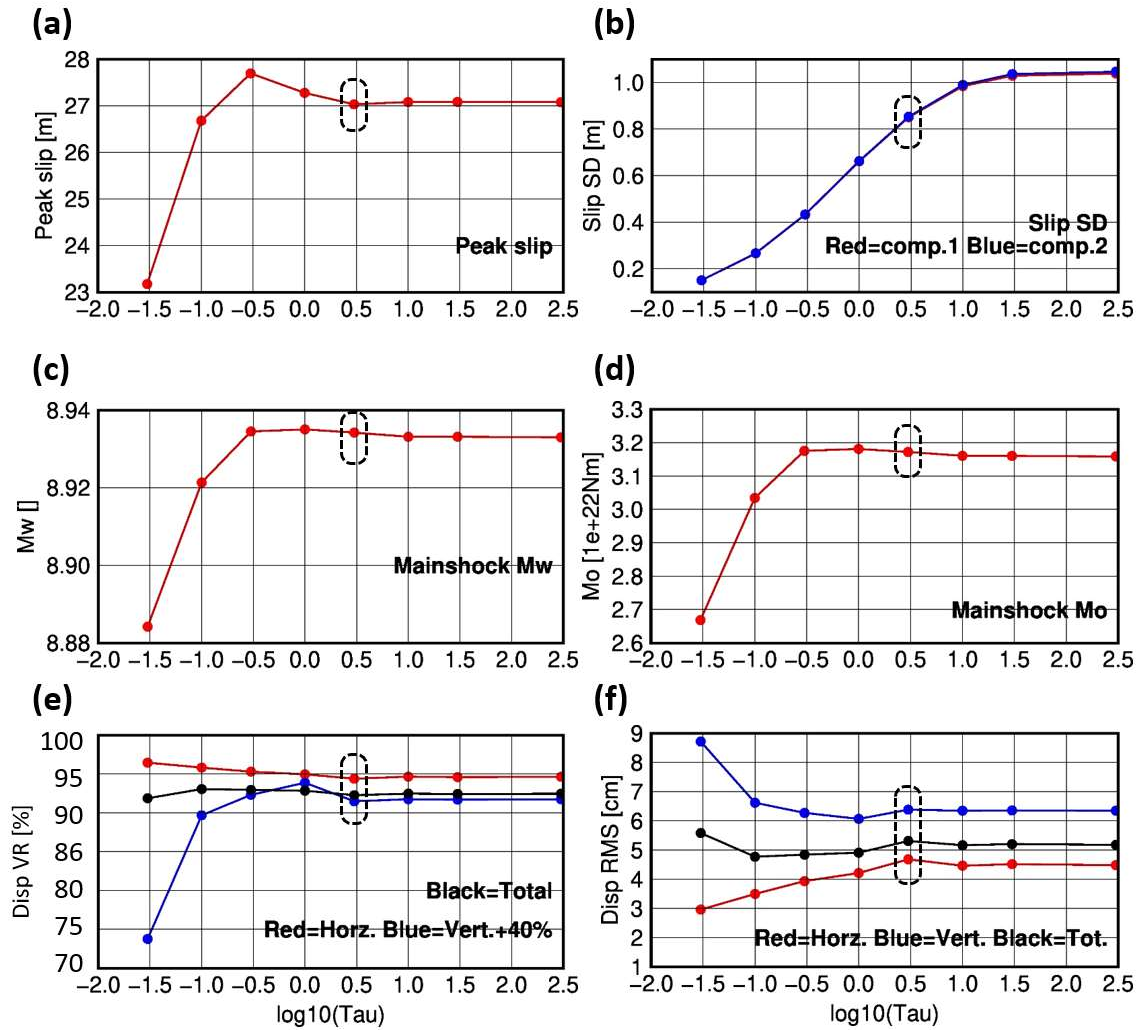 (a)
28
27
26
25
24
23
Peak slip [m]
Peak slip
−2.0 −1.5 −1.0 −0.5 0.0 0.5 1.0 1.5 2.0 2.5
(b)
1.0
0.8
0.6
0.4
0.2
Slip SD [m]
Slip SD
Red=comp.1 Blue=comp.2
−2.0 −1.5 −1.0 −0.5 0.0 0.5 1.0 1.5 2.0 2.5
(c)
8.94
8.92
8.90
8.88
Mw []
Mainshock Mw
−2.0 −1.5 −1.0 −0.5 0.0 0.5 1.0 1.5 2.0 2.5
(d)
3.3
3.2
3.1
3.0
2.9
2.8
2.7
2.6
Mo [1e+22Nm]
Mainshock Mo
−2.0 −1.5 −1.0 −0.5 0.0 0.5 1.0 1.5 2.0 2.5
(e)
100
95
90
86
80
75
70
Disp VR [%]
Black=Total
Red=Horz. Blue=Vert.+40%
−2.0 −1.5 −1.0 −0.5 0.0 0.5 1.0 1.5 2.0 2.5
log10(Tau)
(f)
9
8
7
6
5
4
3
2
1
Disp RMS [cm]
Red=Horz. Blue=Vert. Black=Tot.
−2.0 −1.5 −1.0 −0.5 0.0 0.5 1.0 1.5 2.0 2.5
log10(Tau)